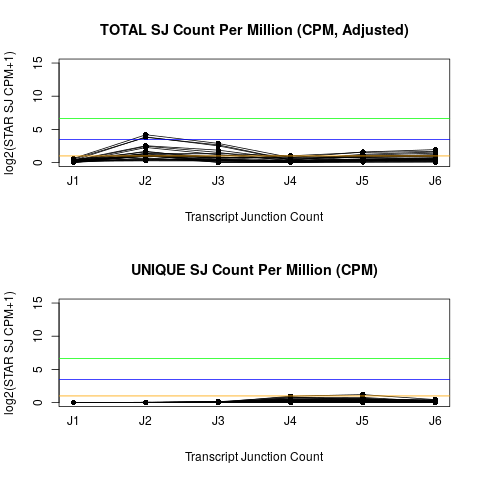 TOTAL SJ Count Per Million (CPM, Adjusted)
log2(STAR SJ CPM+1)
15
10
5
0
J1 J2 J3 J4 J5 J6
Transcript Junction Count
UNIQUE SJ Count Per Million (CPM)
log2(STAR SJ CPM+1)
15
10
5
0
J1 J2 J3 J4 J5 J6
Transcript Junction Count